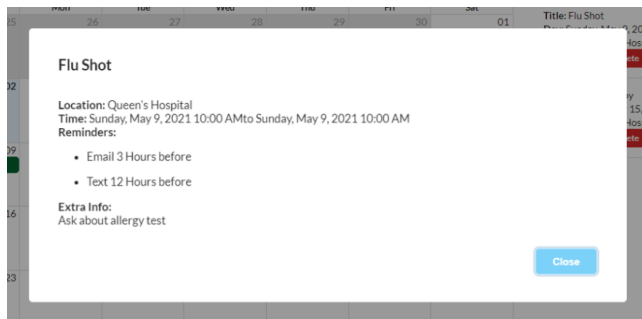 Mon Tue Wed Thu Fri Sat
25 26 27 28 29 30 01
Title: Flu Shot
Flu Shot
02
Location: Queen's Hospital
Time: Sunday, May 9, 2021 10:00 AMto Sunday, May 9, 2021 10:00 AM
Reminders:
15,
09
• Email 3 Hours before
• Text 12 Hours before
Extra Info:
16
Ask about allergy test
Close
23